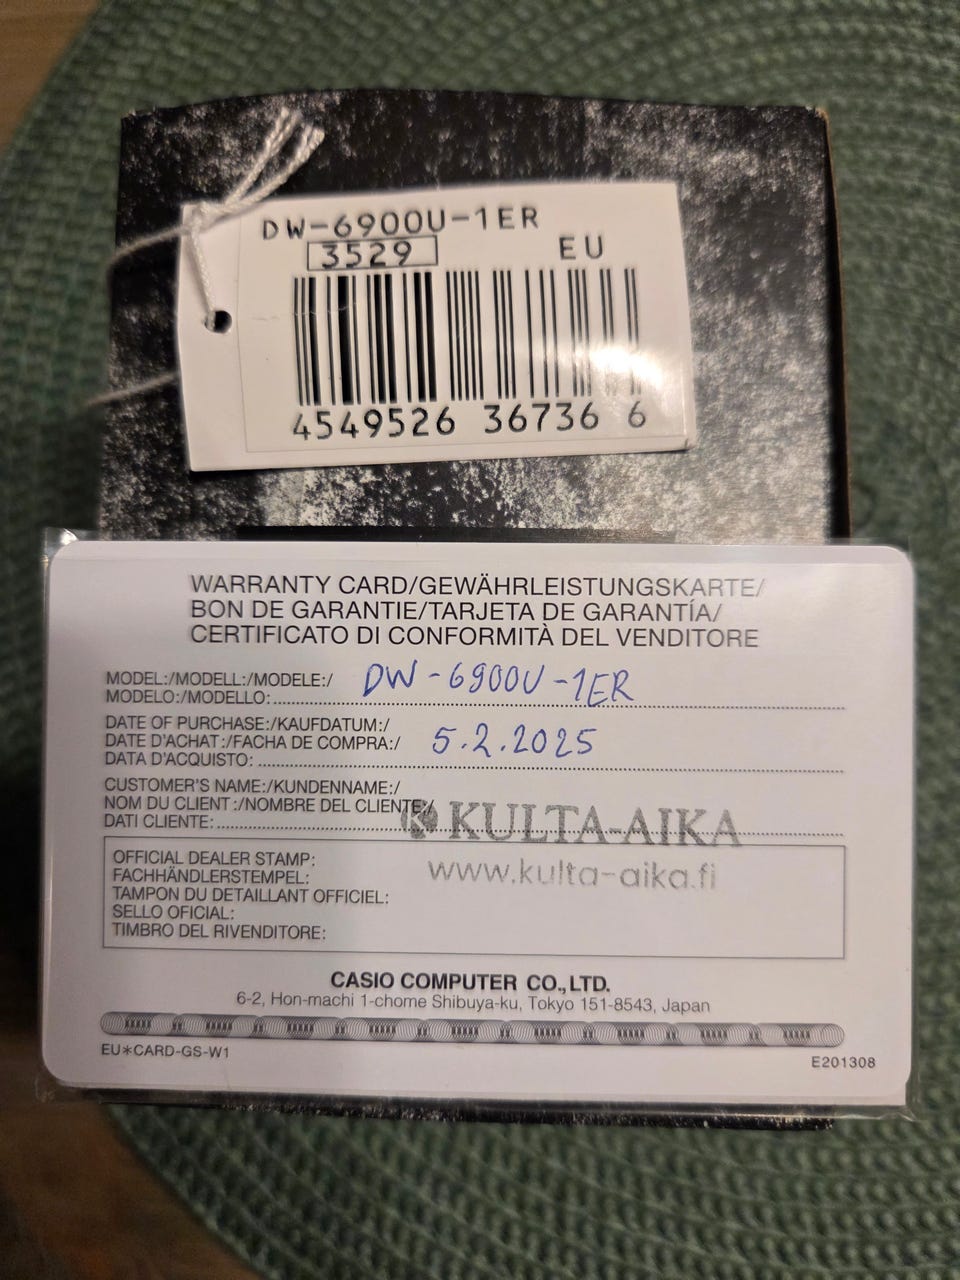 DW-6900U-1ER
3529
EU
4549526 36736 6
WARRANTY CARD/GEWÄHRLEISTUNGSKARTE/
BON DE GARANTIE/TARJETA DE GARANTÍA/
CERTIFICATO DI CONFORMITÀ DEL VENDITORE
MODEL:/MODELL:/MODELE:/
MODELO:/MODELLO: DW-6900U-1ER
DATE OF PURCHASE:/KAUFDATUM:/
DATE D'ACHAT:/FACHA DE COMPRA:/ 5.2.2025
DATA D'ACQUISTO:
CUSTOMER'S NAME:/KUNDENNAME:/
NOM DU CLIENT:/NOMBRE DEL CLIENTE:/
DATI CLIENTE: KULTA-AIKA
www.kulta-aika.fi
OFFICIAL DEALER STAMP:
FACHHÄNDLERSTEMPEL:
TAMPON DU DETAILLANT OFFICIEL:
SELLO OFICIAL:
TIMBRO DEL RIVENDITORE:
CASIO COMPUTER CO.,LTD.
6-2, Hon-machi 1-chome Shibuya-ku, Tokyo 151-8543, Japan
EU*CARD-GS-W1
E201308